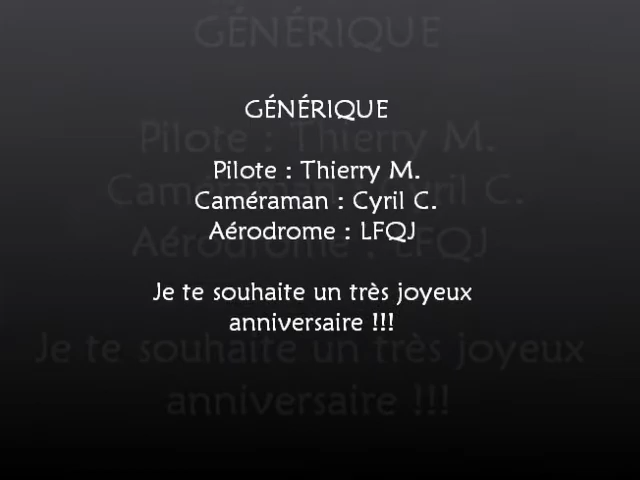 GÉNÉRIQUE
Pilote : Thierry M.
Caméraman : Cyril C.
Aérodrome : LFQJ
Je te souhaite un très joyeux
anniversaire !!!